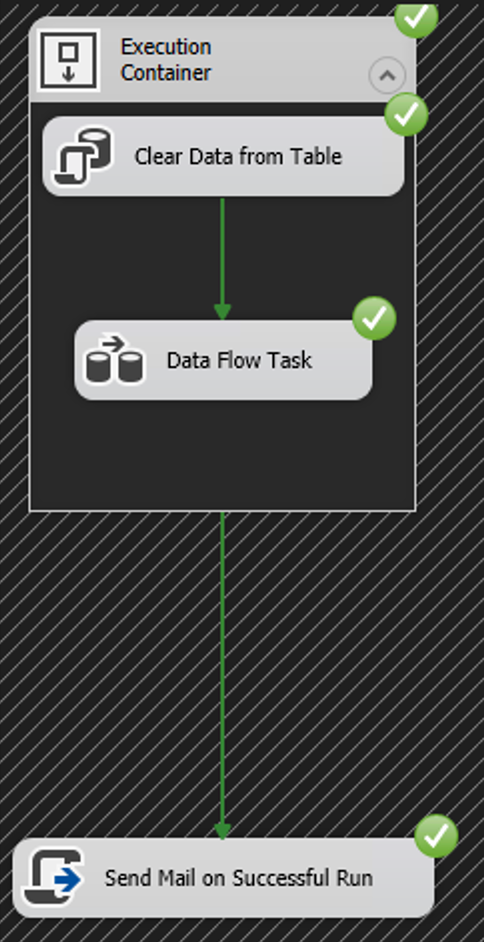 Execution
Container
Clear Data from Table
Data Flow Task
Send Mail on Successful Run